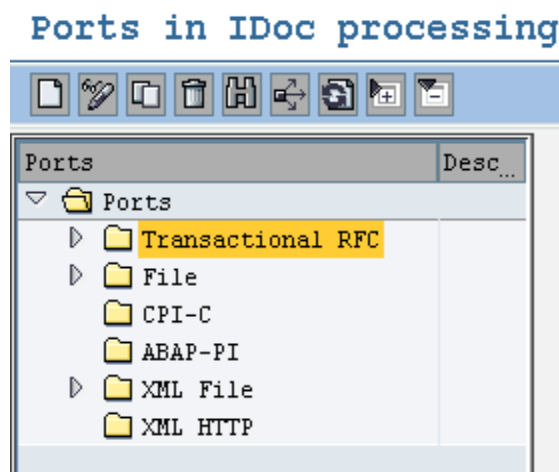 Ports in IDoc processing
Ports Desc...
Ports
Transactional RFC
File
CPI-C
ABAP-PI
XML File
XML HTTP